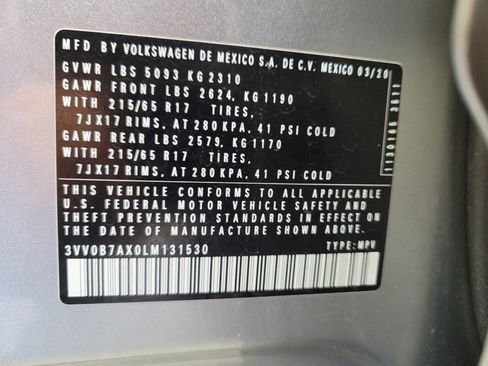 MFD BY VOLKSWAGEN DE MEXICO S.A. DE C.V. MEXICO 03/20
GVWR LBS 5093 KG 2310
GAWR FRONT LBS 2624, KG 1190
WITH 215/65 R17 TIRES,
7JX17 RIMS, AT 280 KPA, 41 PSI COLD
GAWR REAR LBS 2579, KG 1170
WITH 215/65 R17 TIRES,
7JX17 RIMS, AT 280 KPA, 41 PSI COLD
THIS VEHICLE CONFORMS TO ALL APPLICABLE
U.S. FEDERAL MOTOR VEHICLE SAFETY AND
THEFT PREVENTION STANDARDS IN EFFECT ON
THE DATE OF MANUFACTURE SHOWN ABOVE
3VV0B7AX0LM131530 TYPE: MPV